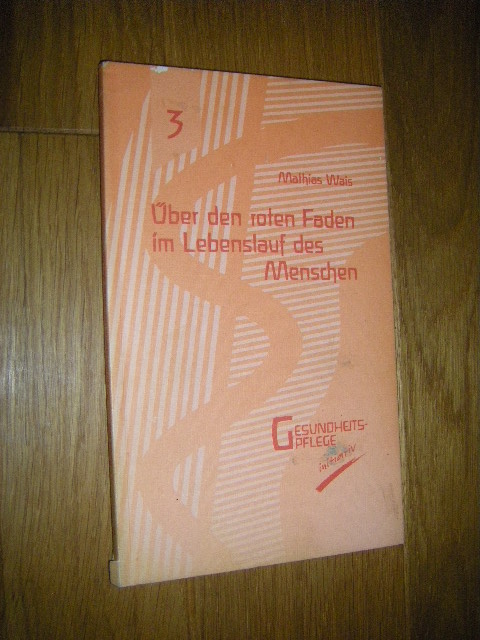 3
Mathias Wais
Über den roten Faden
im Lebenslauf des
Menschen
GESUNDHEITS-
PFLEGE
initiativ